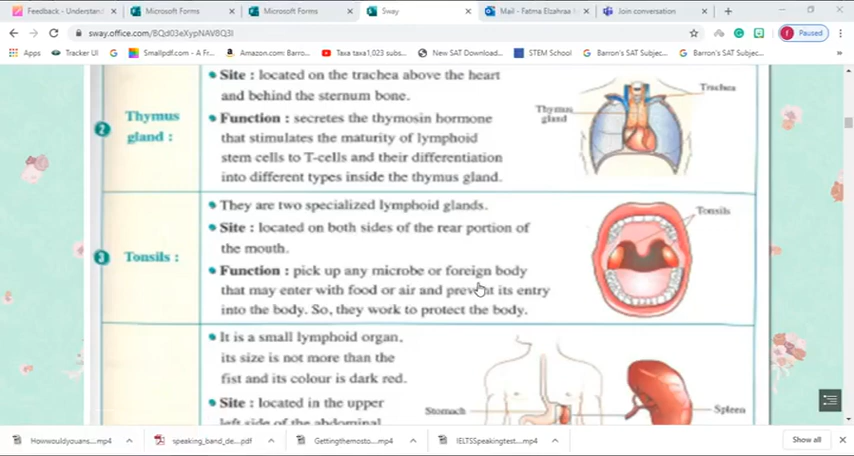 Feedback - Understand
Microsoft Forms
Microsoft Forms
Sway
Mail - Fatma Elzahraa
Join conversation
sway.office.com/8Qd03eXypNAV8Q3I
Paused
Apps
Tracker UI
G
Smallpdf.com - A Fr...
Amazon.com: Barro...
Taxa taxa1,023 subs...
New SAT Download...
STEM School
Barron's SAT Subjec...
Barron's SAT Subjec...
2
Thymus
gland :
• Site : located on the trachea above the heart
and behind the sternum bone.
• Function : secretes the thymosin hormone
that stimulates the maturity of lymphoid
stem cells to T-cells and their differentiation
into different types inside the thymus gland.
Trachea
Thymus
gland
3
Tonsils :
• They are two specialized lymphoid glands.
• Site : located on both sides of the rear portion of
the mouth.
• Function : pick up any microbe or foreign body
that may enter with food or air and prevent its entry
into the body. So, they work to protect the body.
Tonsils
• It is a small lymphoid organ,
its size is not more than the
fist and its colour is dark red.
• Site : located in the upper
left side of the abdominal
Stomach
Spleen
Howwouldyouans....mp4
speaking_band_de....pdf
Gettingthemosto....mp4
IELTSSpeakingtest....mp4
Show all